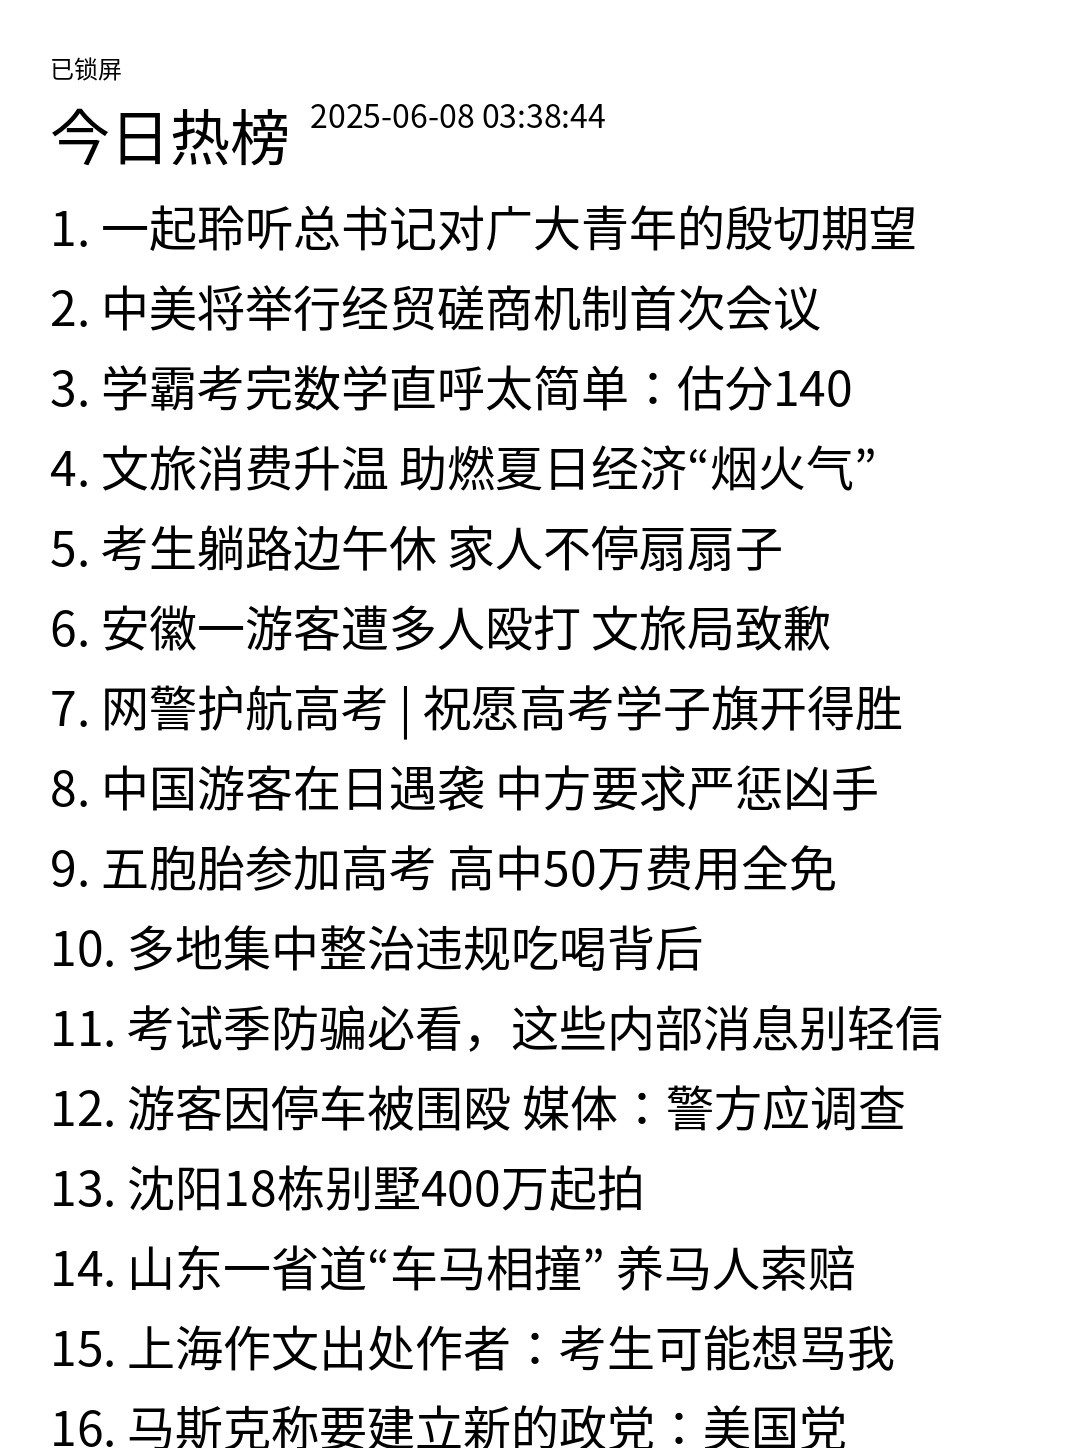 已锁屏
今日热榜 2025-06-08 03:38:44
1. 一起聆听总书记对广大青年的殷切期望
2. 中美将举行经贸磋商机制首次会议
3. 学霸考完数学直呼太简单：估分140
4. 文旅消费升温 助燃夏日经济“烟火气”
5. 考生躺路边午休 家人不停扇扇子
6. 安徽一游客遭多人殴打 文旅局致歉
7. 网警护航高考 | 祝愿高考学子旗开得胜
8. 中国游客在日遇袭 中方要求严惩凶手
9. 五胞胎参加高考 高中50万费用全免
10. 多地集中整治违规吃喝背后
11. 考试季防骗必看，这些内部消息别轻信
12. 游客因停车被围殴 媒体：警方应调查
13. 沈阳18栋别墅400万起拍
14. 山东一省道“车马相撞” 养马人索赔
15. 上海作文出处作者：考生可能想骂我
16. 马斯克称要建立新的政党：美国党